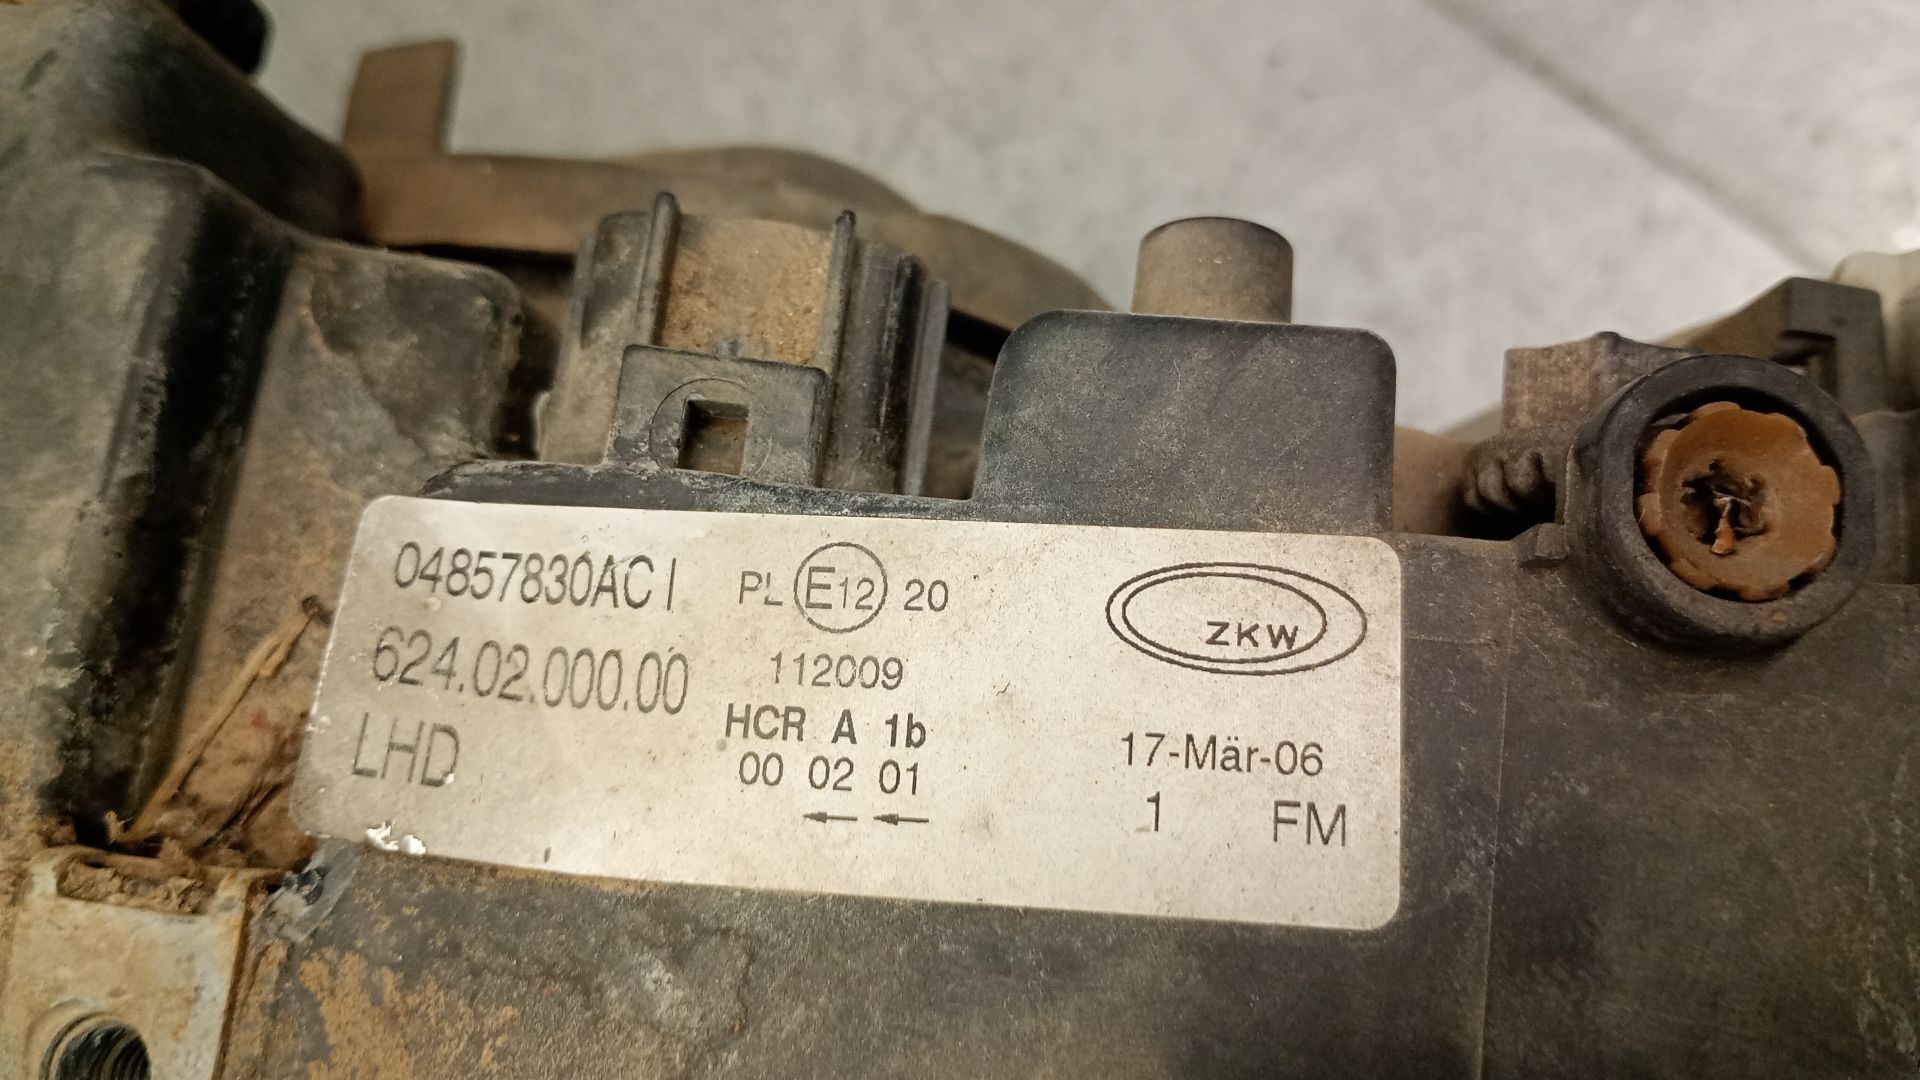 04857830AC I
624.02.000.00
LHD
PL E12 20
112009
HCR A 1b
00 02 01
← ←
ZKW
17-Mär-06
1 FM